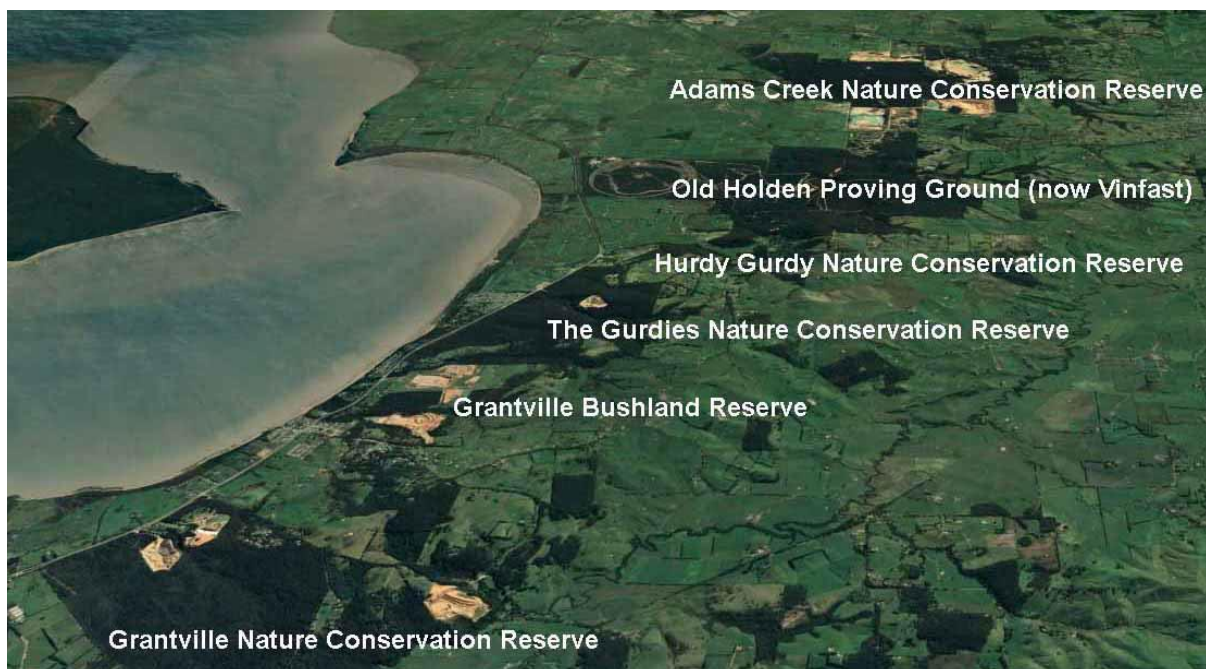 Adams Creek Nature Conservation Reserve
Old Holden Proving Ground (now Vinfast)
Hurdy Gurdy Nature Conservation Reserve
The Gurdies Nature Conservation Reserve
Grantville Bushland Reserve
Grantville Nature Conservation Reserve